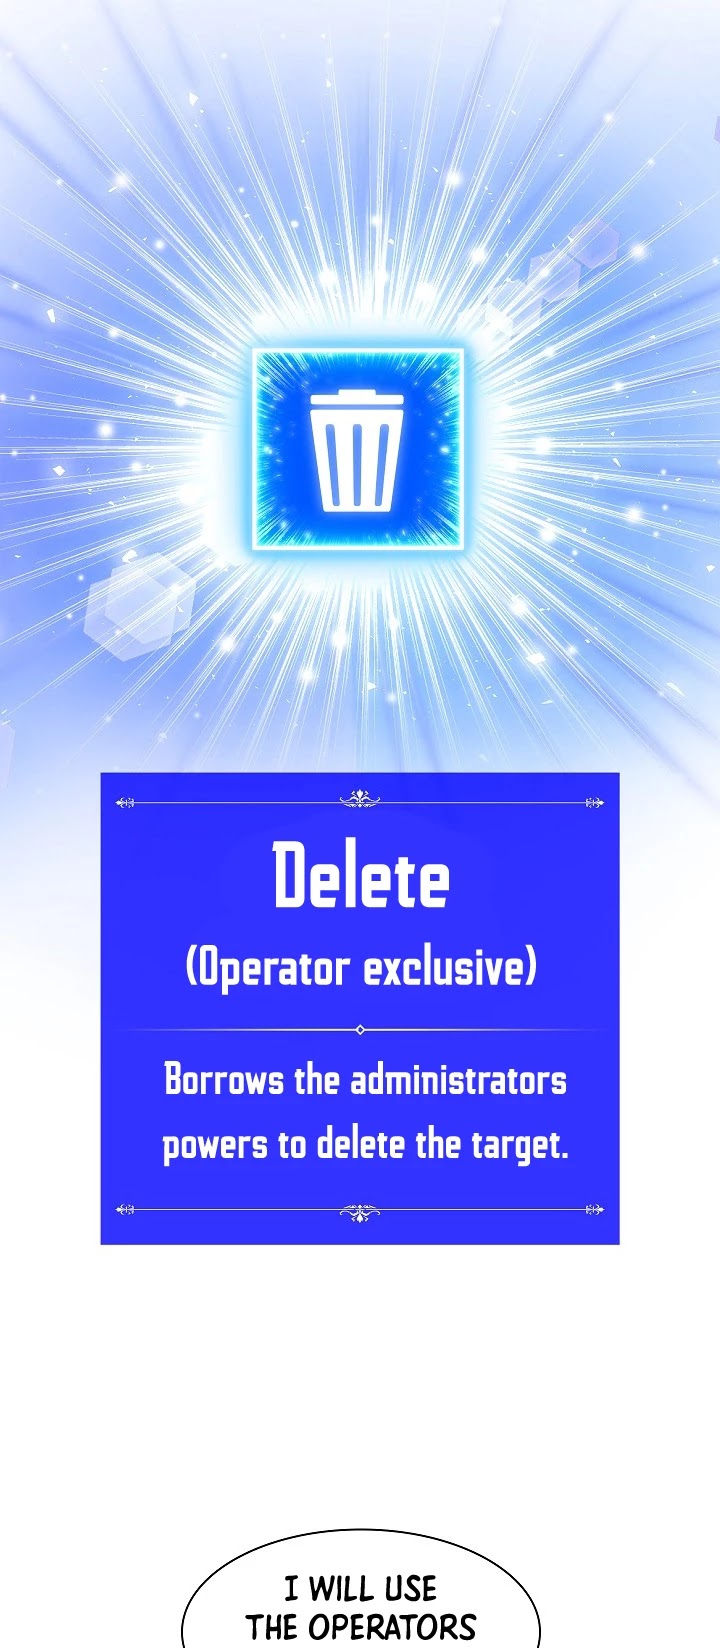 Delete
(Operator exclusive)
Borrows the administrators
powers to delete the target.
I WILL USE
THE OPERATORS